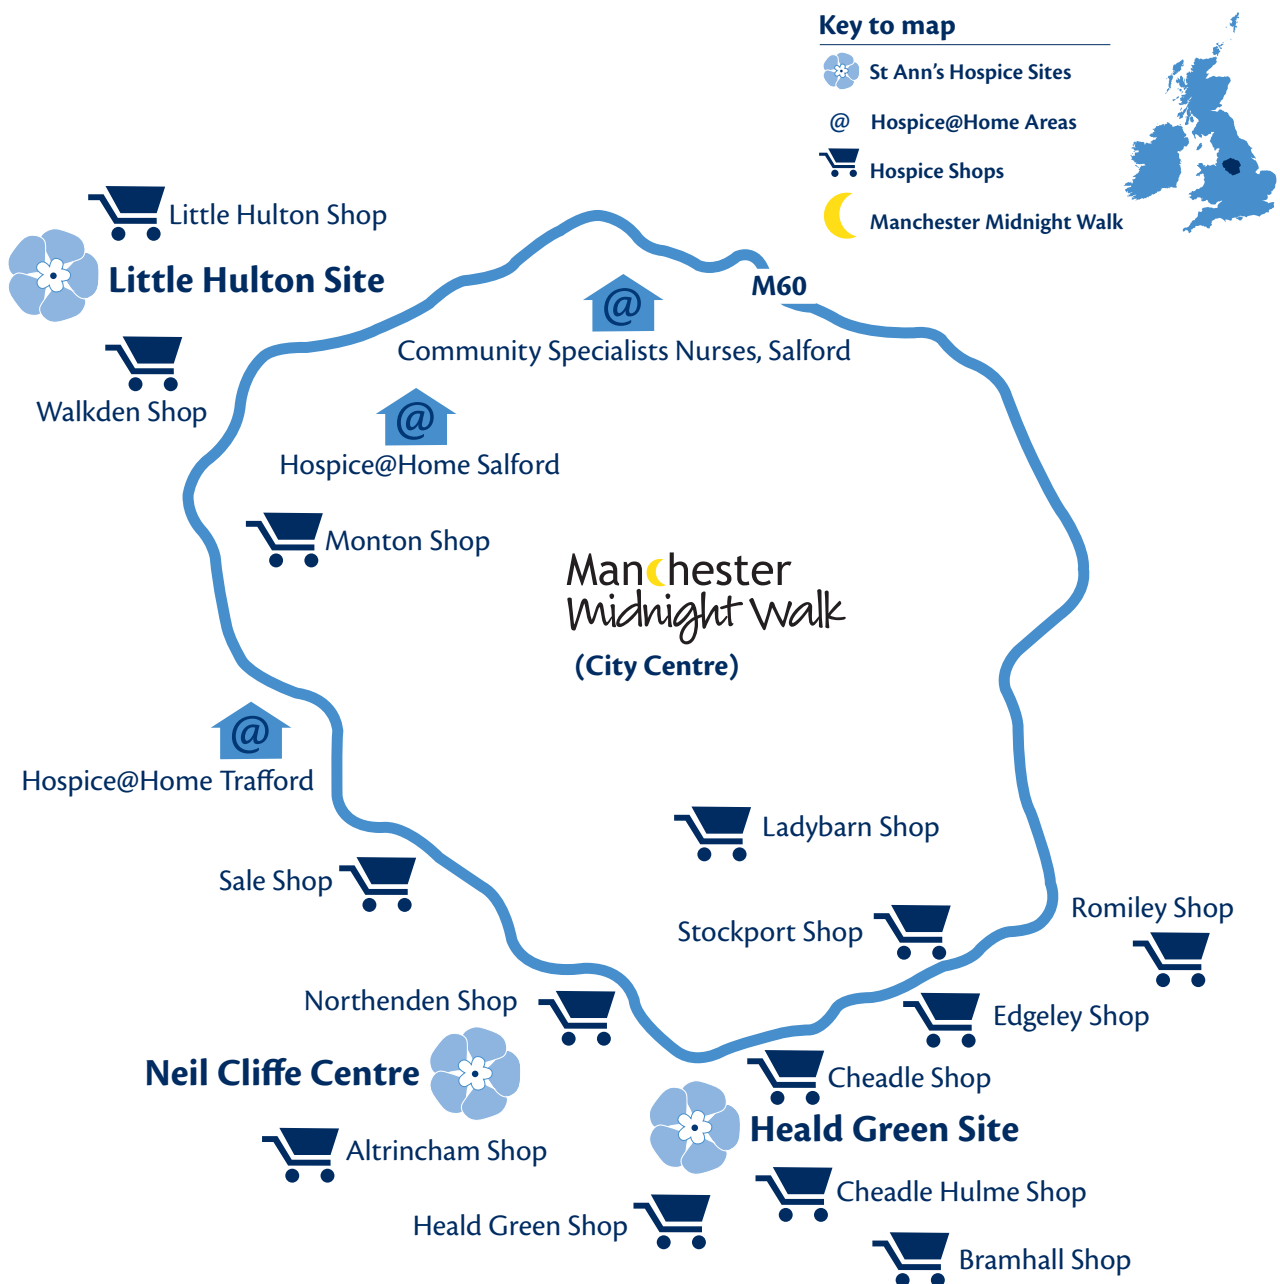 Key to map
St Ann's Hospice Sites
@ Hospice@Home Areas
Hospice Shops
Manchester Midnight Walk
Little Hulton Shop
Little Hulton Site
M60
@
Community Specialists Nurses, Salford
Walkden Shop
@
Hospice@Home Salford
Monton Shop
Manchester
Midnight Walk
(City Centre)
@
Hospice@Home Trafford
Ladybarn Shop
Sale Shop
Romiley Shop
Stockport Shop
Northenden Shop
Edgeley Shop
Neil Cliffe Centre
Cheadle Shop
Heald Green Site
Altrincham Shop
Cheadle Hulme Shop
Heald Green Shop
Bramhall Shop